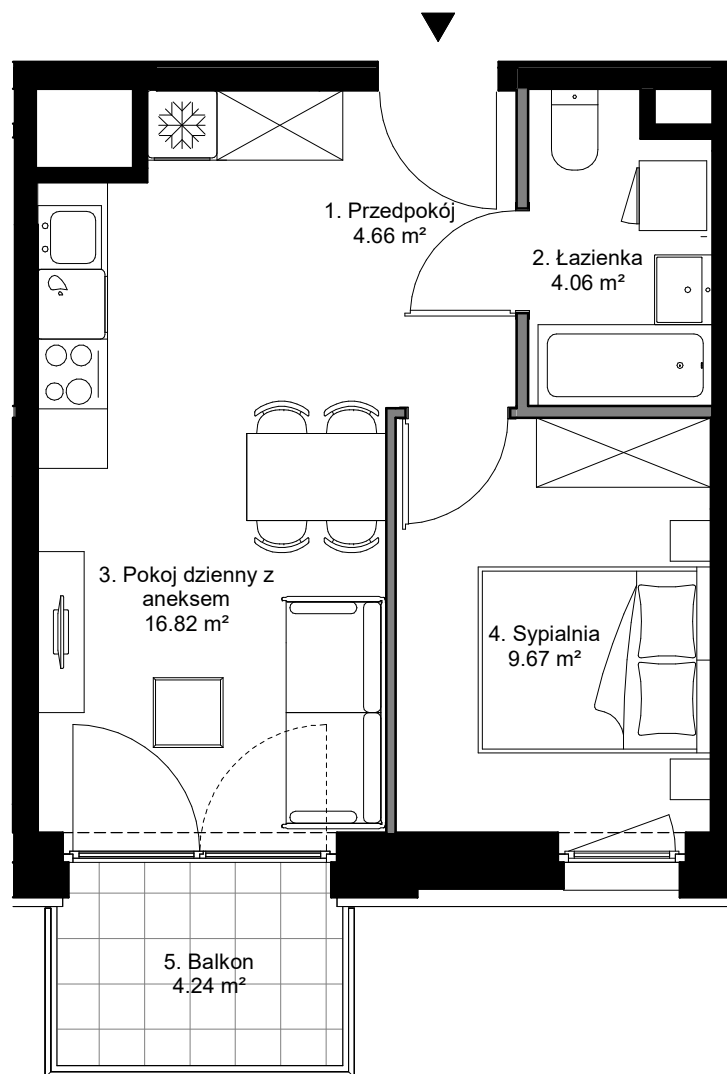 1. Przedpokój
4.66 m²
2. Łazienka
4.06 m²
3. Pokoj dzienny z
aneksem
16.82 m²
4. Sypialnia
9.67 m²
5. Balkon
4.24 m²